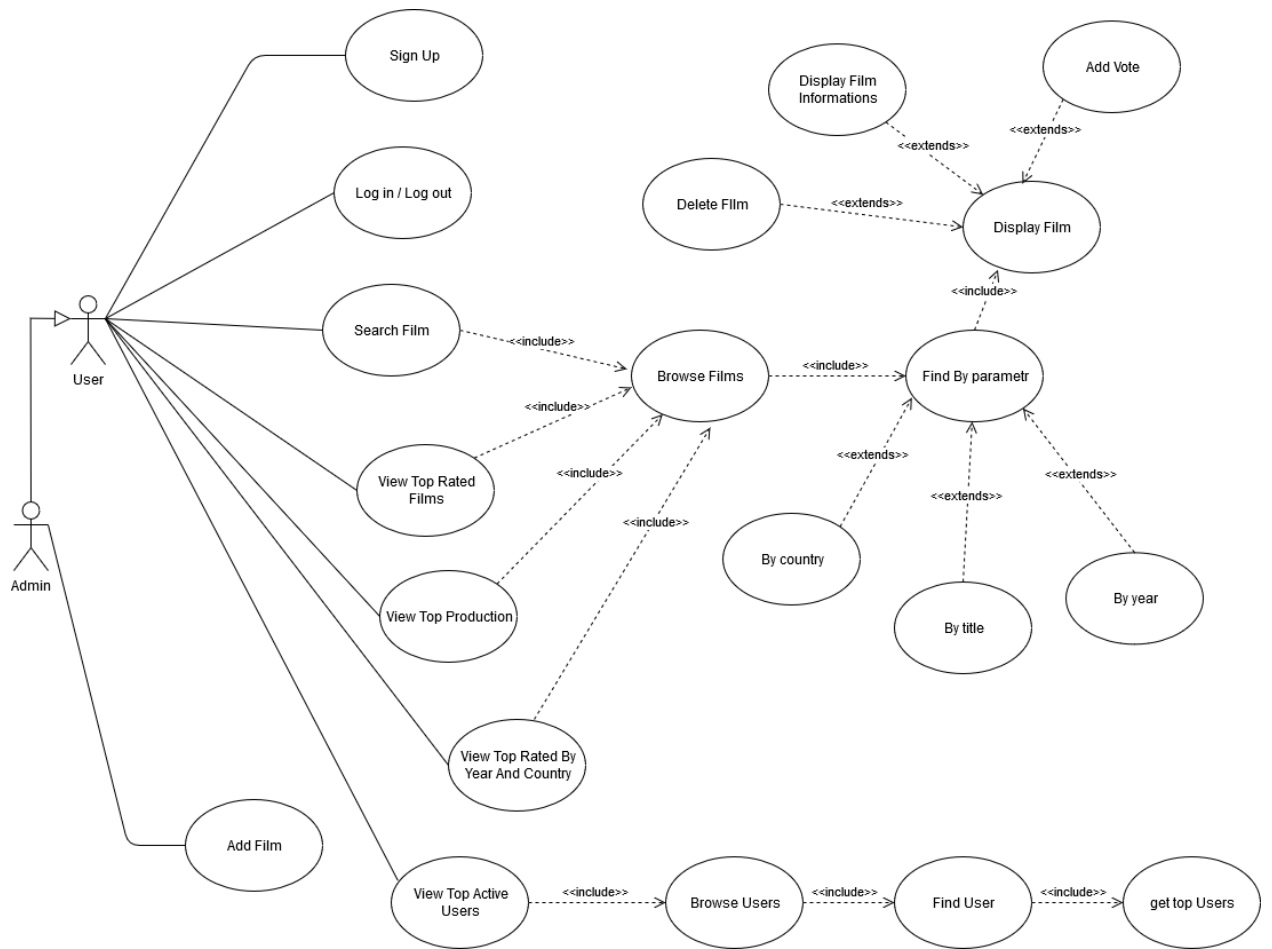 Sign Up
Display Film
Informations
Add Vote
<<extends>>
<<extends>>
Log in / Log out
Delete FIlm
<<extends>>
Display Film
<<include>>
User
Search Film
<<include>>
Browse Films
<<include>>
Find By parametr
<<include>>
<<extends>>
<<include>>
<<extends>>
View Top Rated
Films
<<extends>>
<<include>>
Admin
By country
By year
View Top Production
By title
View Top Rated By
Year And Country
Add Film
View Top Active
Users
<<include>>
Browse Users
<<include>>
Find User
<<include>>
get top Users